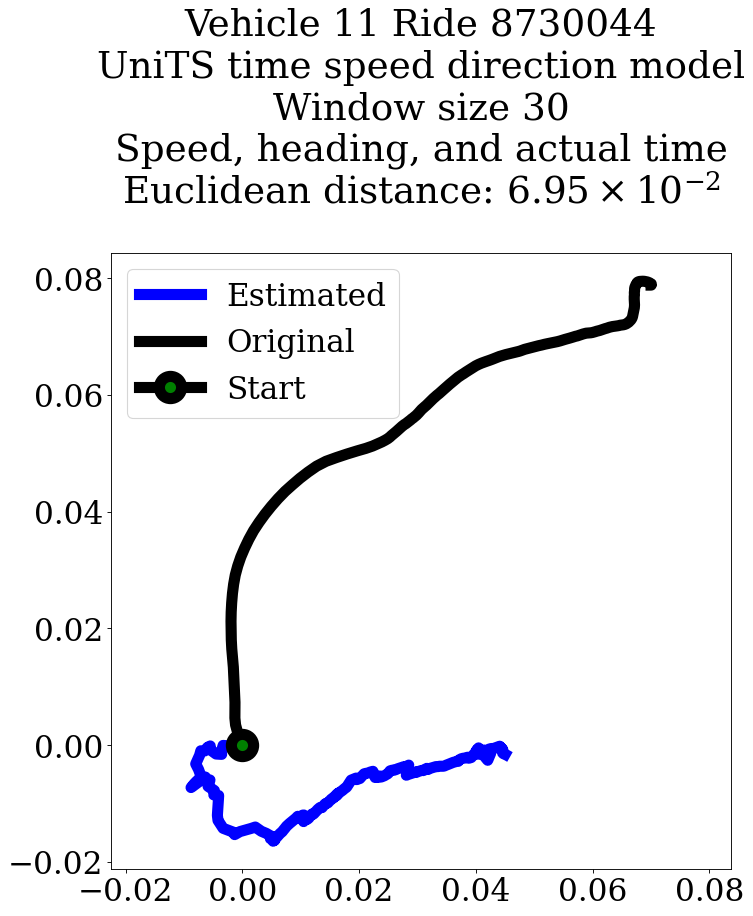 Vehicle 11 Ride 8730044
UniTS time speed direction model
Window size 30
Speed, heading, and actual time
Euclidean distance: 6.95 × 10⁻²
Estimated
Original
Start
0.08
0.06
0.04
0.02
0.00
−0.02
−0.02 0.00 0.02 0.04 0.06 0.08